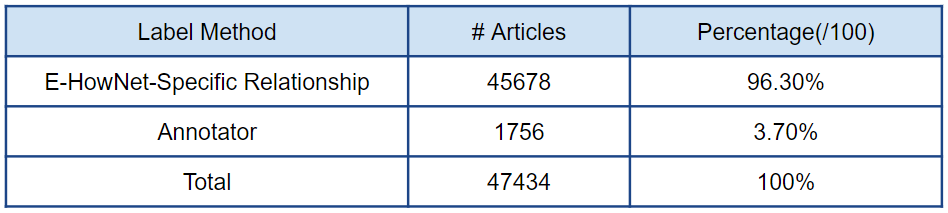 Label Method # Articles Percentage(/100)
E-HowNet-Specific Relationship 45678 96.30%
Annotator 1756 3.70%
Total 47434 100%